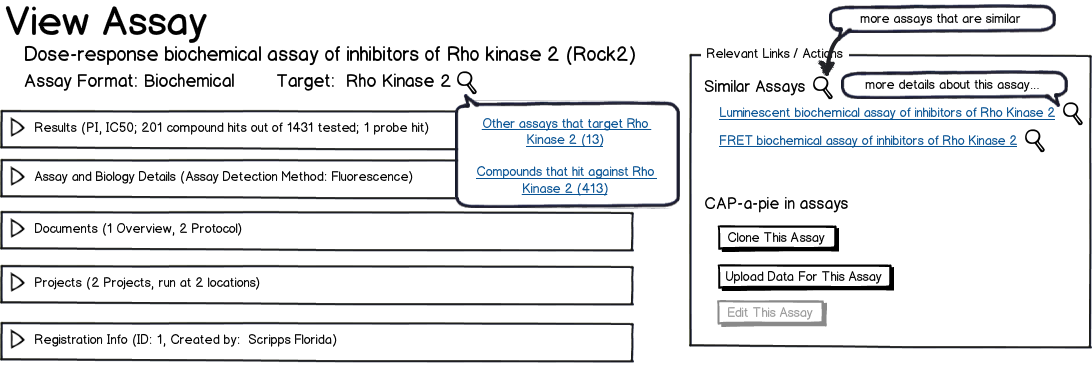 View Assay
Dose-response biochemical assay of inhibitors of Rho kinase 2 (Rock2)
Assay Format: Biochemical
Target: Rho Kinase 2
Other assays that target Rho
Kinase 2 (13)
Compounds that hit against Rho
Kinase 2 (413)
Results (PI, IC50; 201 compound hits out of 1431 tested; 1 probe hit)
Assay and Biology Details (Assay Detection Method: Fluorescence)
Documents (1 Overview, 2 Protocol)
Projects (2 Projects, run at 2 locations)
Registration Info (ID: 1, Created by: Scripps Florida)
more assays that are similar
Relevant Links / Actions
Similar Assays
more details about this assay...
Luminescent biochemical assay of inhibitors of Rho Kinase 2
FRET biochemical assay of inhibitors of Rho Kinase 2
CAP-a-pie in assays
Clone This Assay
Upload Data For This Assay
Edit This Assay